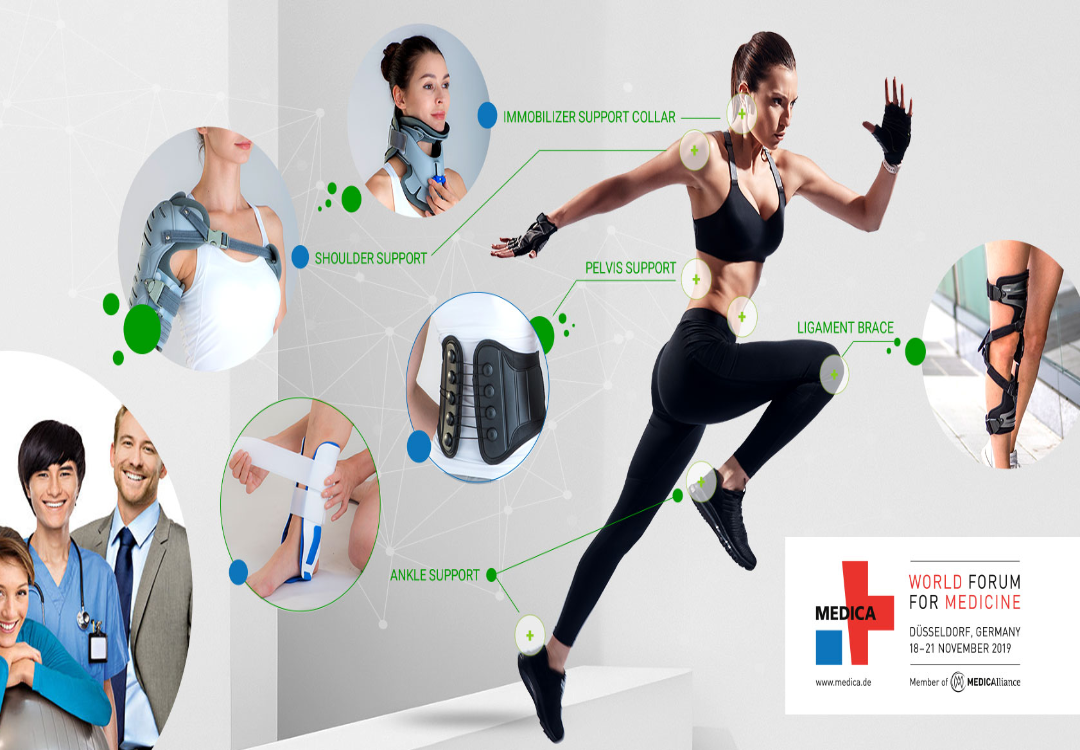 IMMOBILIZER SUPPORT COLLAR
SHOULDER SUPPORT
PELVIS SUPPORT
LIGAMENT BRACE
ANKLE SUPPORT
MEDICA
www.medica.de
WORLD FORUM
FOR MEDICINE
DÜSSELDORF, GERMANY
18–21 NOVEMBER 2019
Member of MEDICAlliance